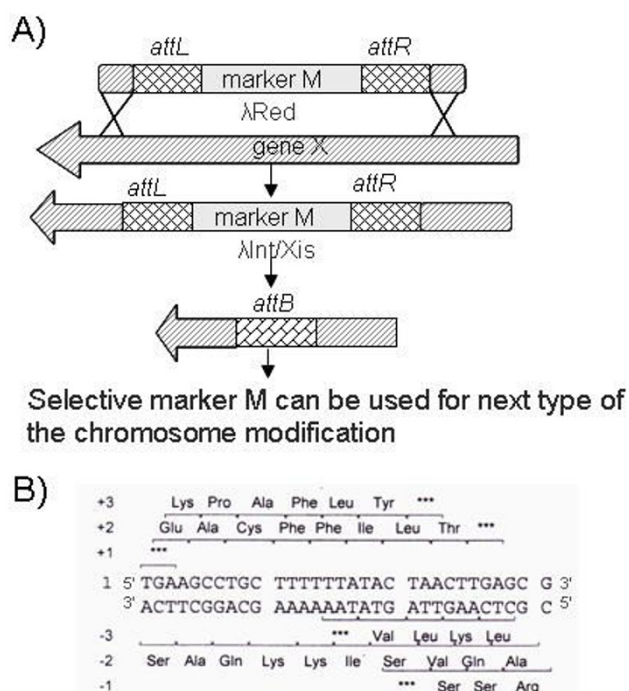 A)
attL attR
marker M
λRed
gene X
attL attR
marker M
λInt/Xis
attB
Selective marker M can be used for next type of
the chromosome modification
B)
+3 Lys Pro Ala Phe Leu Tyr ***
+2 Glu Ala Cys Phe Phe Ile Leu Thr ***
+1 ***
1 5' TGAAGCCTGC TTTTTTATAC TAACTTGAGC G 3'
3' ACTTCGGACG AAAAAATATG ATTGAACTCG C 5'
-3 *** Val Leu Lys Leu
-2 Ser Ala Gln Lys Lys Ile Ser Val Gln Ala
-1 *** Ser Ser Arg